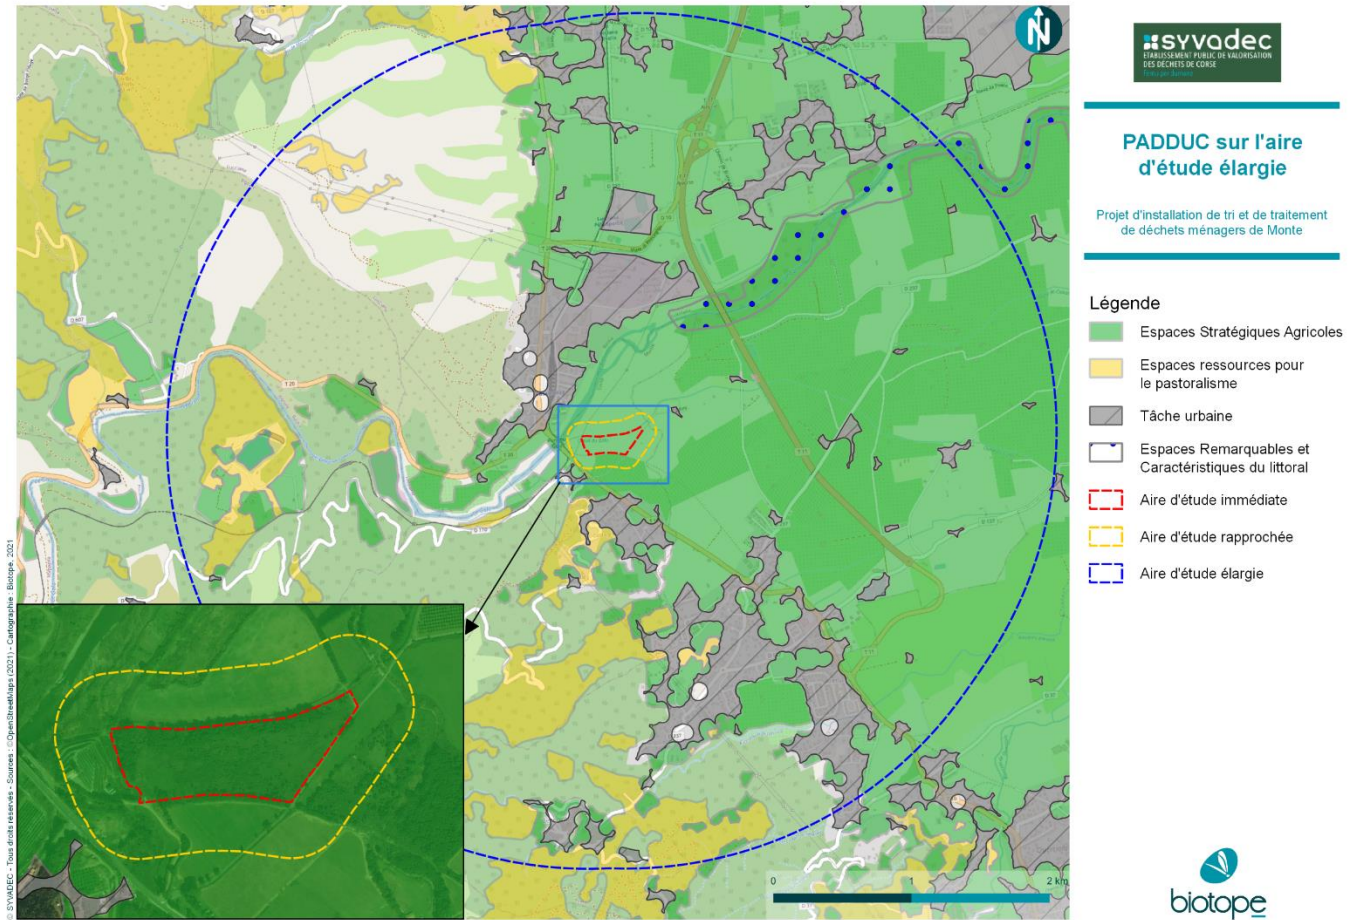 syvadec
ETABLISSEMENT PUBLIC DE VALORISATION
DES DÉCHETS DE CORSE
PADDUC sur l'aire
d'étude élargie
Projet d'installation de tri et de traitement
de déchets ménagers de Monte
Légende
Espaces Stratégiques Agricoles
Espaces ressources pour
le pastoralisme
Tâche urbaine
Espaces Remarquables et
Caractéristiques du littoral
Aire d'étude immédiate
Aire d'étude rapprochée
Aire d'étude élargie
biotope
N
D 607
T 20
D 110
0
1
2 km
© SYVADEC - Tous droits réservés - Sources : ©OpenStreetMaps (2021) - Cartographie : Biotope, 2021